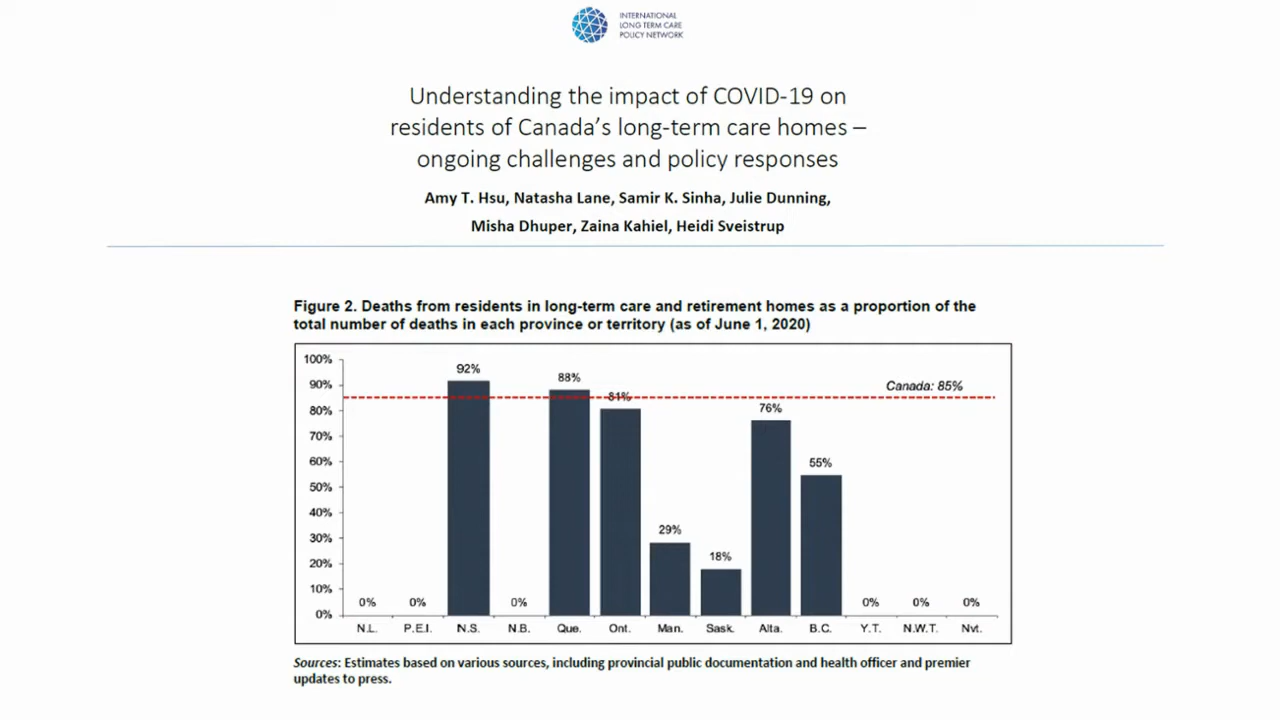 INTERNATIONAL
LONG TERM CARE
POLICY NETWORK
Understanding the impact of COVID-19 on
residents of Canada's long-term care homes –
ongoing challenges and policy responses
Amy T. Hsu, Natasha Lane, Samir K. Sinha, Julie Dunning,
Misha Dhuper, Zaina Kahiel, Heidi Sveistrup
Figure 2. Deaths from residents in long-term care and retirement homes as a proportion of the
total number of deaths in each province or territory (as of June 1, 2020)
100%
90%
80%
70%
60%
50%
40%
30%
20%
10%
0%
Canada: 85%
0% 0% 92% 0% 88% 81% 29% 18% 76% 55% 0% 0% 0%
N.L. P.E.I. N.S. N.B. Que. Ont. Man. Sask. Alta. B.C. Y.T. N.W.T. Nvt.
Sources: Estimates based on various sources, including provincial public documentation and health officer and premier
updates to press.